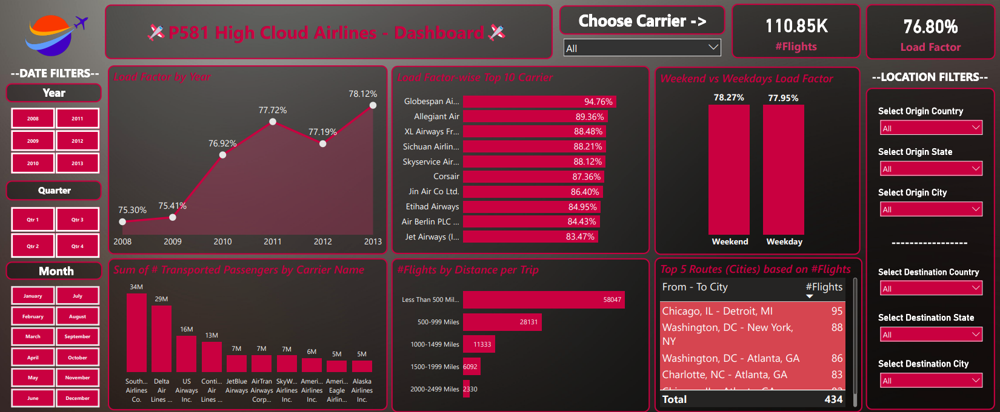 P581 High Cloud Airlines - Dashboard
Choose Carrier ->
All
110.85K
#Flights
76.80%
Load Factor
--DATE FILTERS--
Year
2008 2011
2009 2012
2010 2013
Quarter
Qtr 1 Qtr 3
Qtr 2 Qtr 4
Month
January July
February August
March September
April October
May November
June December
Load Factor by Year
75.30%
75.41%
76.92%
77.72%
77.19%
78.12%
2008 2009 2010 2011 2012 2013
Load Factor-wise Top 10 Carrier
Globespan Ai... 94.76%
Allegiant Air 89.36%
XL Airways Fr... 88.48%
Sichuan Airlin... 88.21%
Skyservice Air... 88.12%
Corsair 87.36%
Jin Air Co Ltd. 86.40%
Etihad Airways 84.95%
Air Berlin PLC ... 84.43%
Jet Airways (I... 83.47%
Weekend vs Weekdays Load Factor
78.27% 77.95%
Weekend Weekday
Sum of # Transported Passengers by Carrier Name
34M
29M
16M
13M
7M
7M
7M
6M
5M
5M
South... Airlines Co.
Delta Air Lines ...
US Airways Inc.
Conti... Air Lines ...
JetBlue Airways
AirTran Airways Corp...
SkyW... Airlines Inc.
Ameri... Airlines Inc.
Ameri... Eagle Airlin...
Alaska Airlines Inc.
#Flights by Distance per Trip
Less Than 500 Mil... 58047
500-999 Miles 28131
1000-1499 Miles 11333
1500-1999 Miles 6092
2000-2499 Miles 2330
Top 5 Routes (Cities) based on #Flights
From - To City #Flights
Chicago, IL - Detroit, MI 95
Washington, DC - New York, NY 88
Washington, DC - Atlanta, GA 86
Charlotte, NC - Atlanta, GA 83
Total 434
--LOCATION FILTERS--
Select Origin Country
All
Select Origin State
All
Select Origin City
All
-----------------
Select Destination Country
All
Select Destination State
All
Select Destination City
All